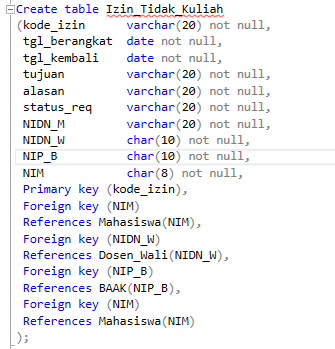 Create table Izin_Tidak_Kuliah
(kode_izin varchar(20) not null,
tgl_berangkat date not null,
tgl_kembali date not null,
tujuan varchar(20) not null,
alasan varchar(20) not null,
status_req varchar(20) not null,
NIDN_M varchar(20) not null,
NIDN_W char(10) not null,
NIP_B char(10) not null,
NIM char(8) not null,
Primary key (kode_izin),
Foreign key (NIM)
References Mahasiswa(NIM),
Foreign key (NIDN_W)
References Dosen_Wali(NIDN_W),
Foreign key (NIP_B)
References BAAK(NIP_B),
Foreign key (NIM)
References Mahasiswa(NIM)
);